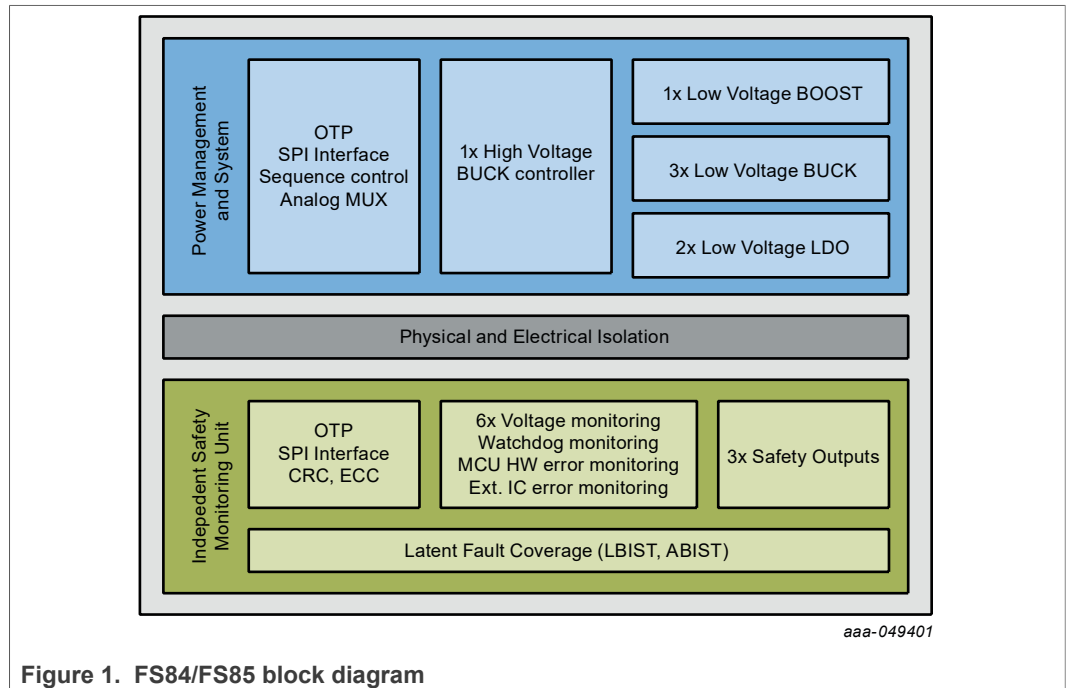 Power Management
and System
OTP
SPI Interface
Sequence control
Analog MUX
1x High Voltage
BUCK controller
1x Low Voltage BOOST
3x Low Voltage BUCK
2x Low Voltage LDO
Physical and Electrical Isolation
Indepedent Safety
Monitoring Unit
OTP
SPI Interface
CRC, ECC
6x Voltage monitoring
Watchdog monitoring
MCU HW error monitoring
Ext. IC error monitoring
3x Safety Outputs
Latent Fault Coverage (LBIST, ABIST)
aaa-049401
Figure 1. FS84/FS85 block diagram